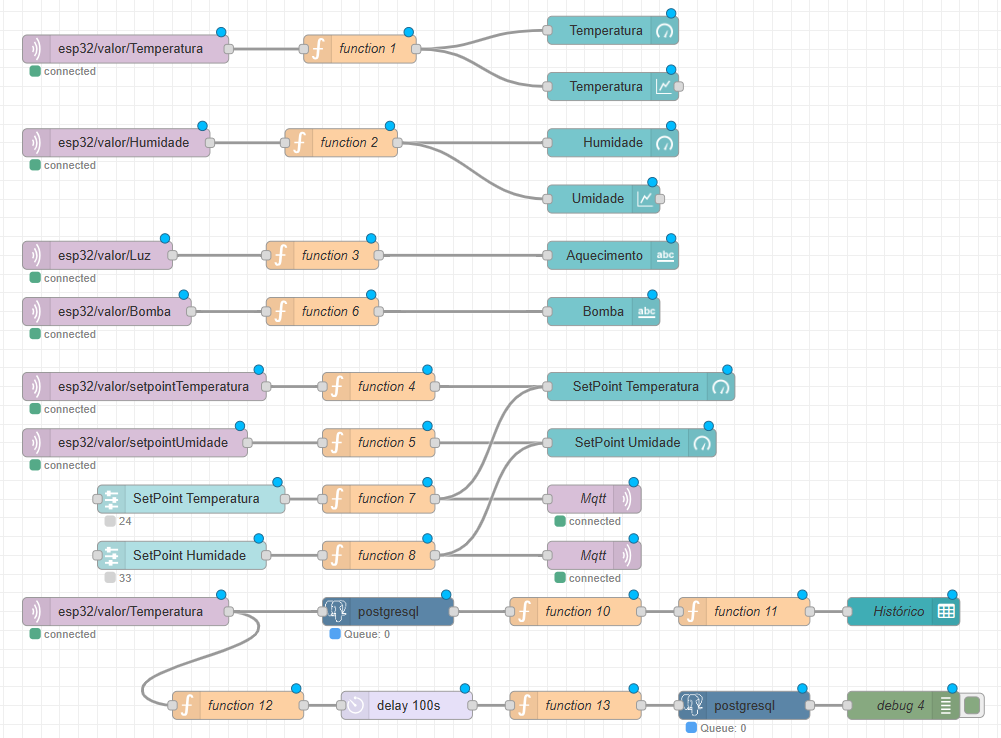 Temperatura
esp32/valor/Temperatura
function 1
connected
Temperatura
esp32/valor/Humidade
function 2
Humidade
connected
Umidade
esp32/valor/Luz
function 3
Aquecimento
abc
connected
esp32/valor/Bomba
function 6
Bomba
abc
connected
esp32/valor/setpointTemperatura
function 4
SetPoint Temperatura
connected
esp32/valor/setpointUmidade
function 5
SetPoint Umidade
connected
SetPoint Temperatura
function 7
Mqtt
24
connected
SetPoint Humidade
function 8
Mqtt
33
connected
esp32/valor/Temperatura
postgresql
function 10
function 11
Histórico
connected
Queue: 0
function 12
delay 100s
function 13
postgresql
debug 4
Queue: 0